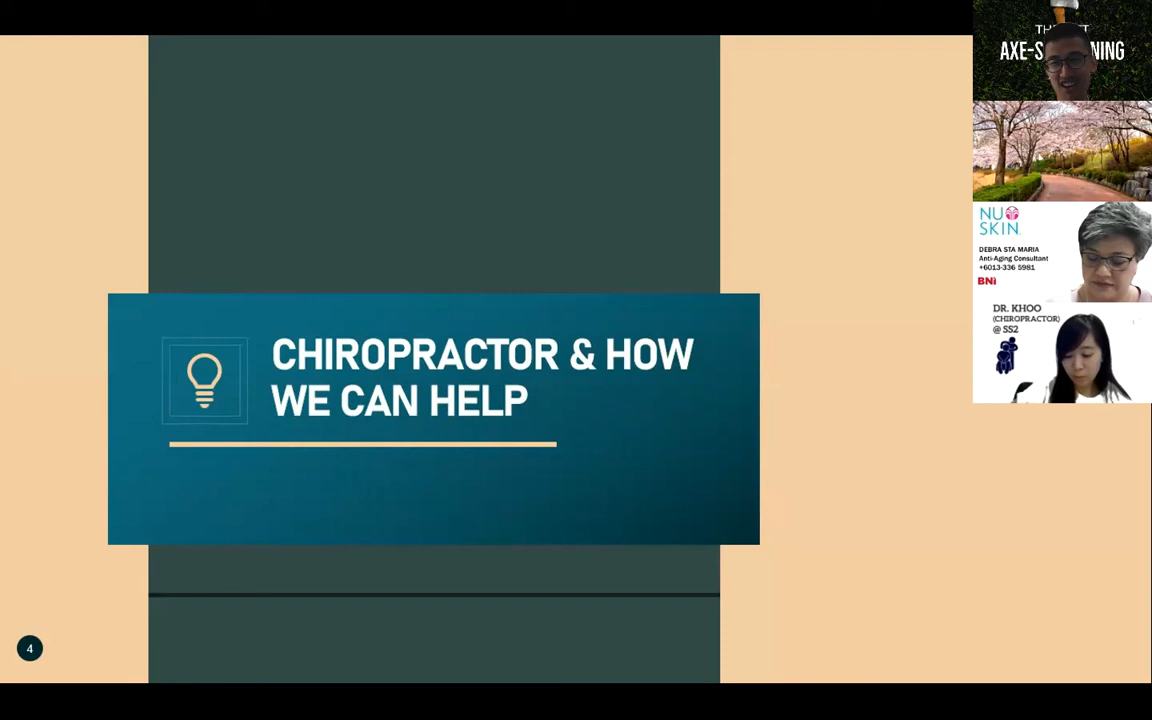 CHIROPRACTOR & HOW
WE CAN HELP
4
AXE-S
NING
NU
SKIN
DEBRA STA MARIA
Anti-Aging Consultant
+6013-336 5981
BNI
DR. KHOO
(CHIROPRACTOR)
@ SS2